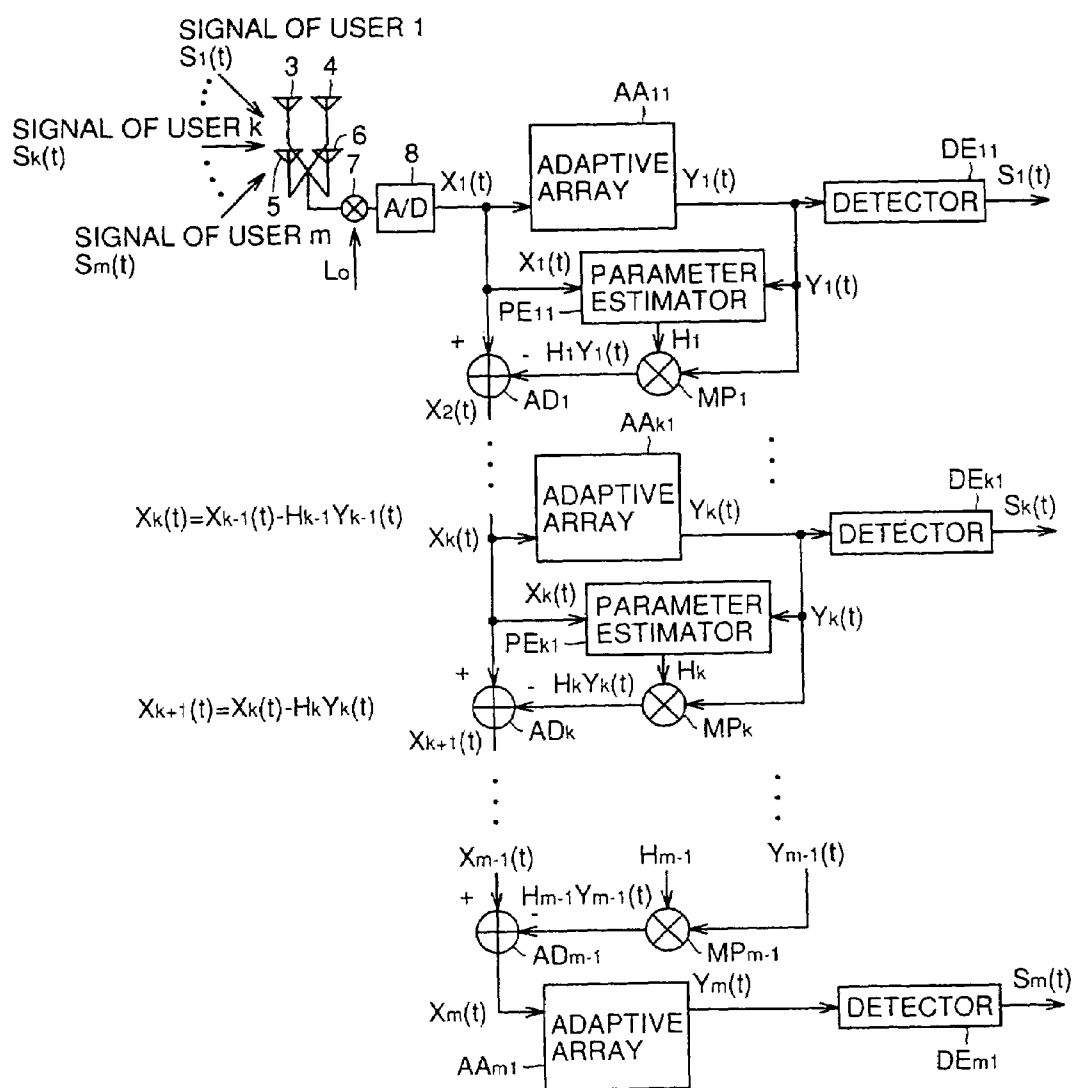 SIGNAL OF USER 1
S1(t)
3
4
SIGNAL OF USER k
Sk(t)
6
5
7
8
A/D
SIGNAL OF USER m
Sm(t)
Lo
X1(t)
AA11
ADAPTIVE
ARRAY
Y1(t)
DE11
DETECTOR
S1(t)
X1(t)
PARAMETER
ESTIMATOR
Y1(t)
PE11
H1
+
-
H1Y1(t)
AD1
MP1
X2(t)
AAk1
ADAPTIVE
ARRAY
Yk(t)
DEk1
DETECTOR
Sk(t)
Xk(t)=Xk-1(t)-Hk-1Yk-1(t)
Xk(t)
Xk(t)
PARAMETER
ESTIMATOR
Yk(t)
PEk1
Hk
+
-
HkYk(t)
Xk+1(t)=Xk(t)-HkYk(t)
ADk
MPk
Xk+1(t)
Xm-1(t)
Hm-1
Ym-1(t)
+
-
Hm-1Ym-1(t)
ADm-1
MPm-1
Xm(t)
ADAPTIVE
ARRAY
AAm1
Ym(t)
DETECTOR
Sm(t)
DEm1